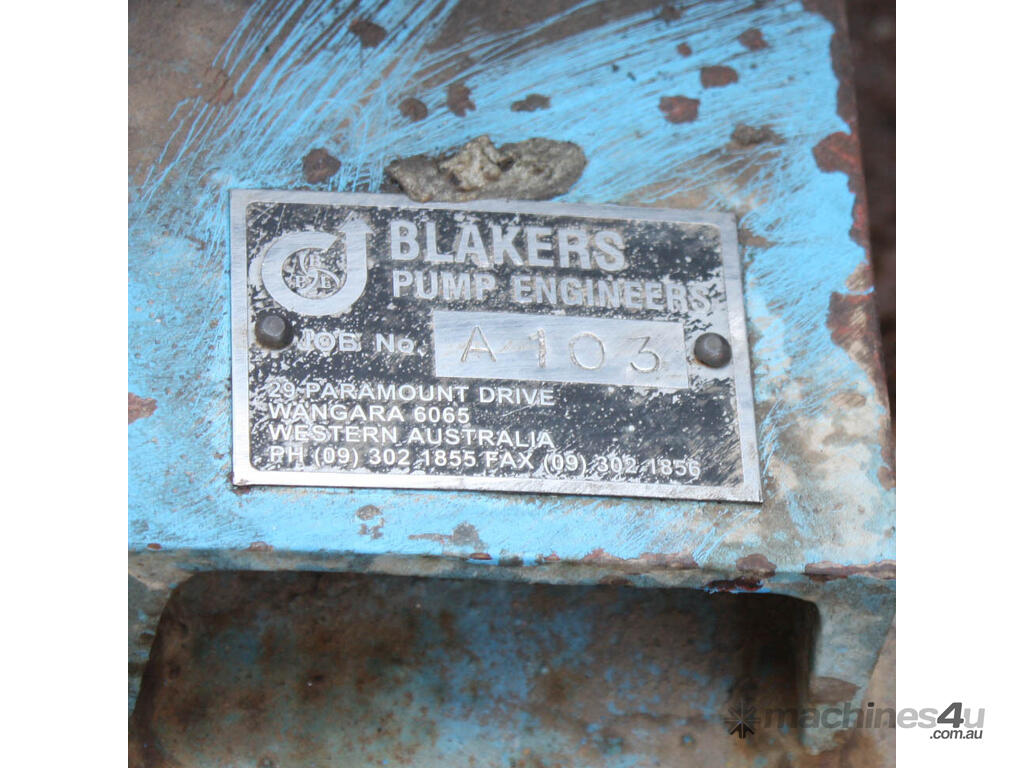 BLAKERS
PUMP ENGINEERS
JOB No. A-103
29 PARAMOUNT DRIVE
WANGARA 6065
WESTERN AUSTRALIA
PH (09) 302 1855 FAX (09) 302 1856
machines4u
.com.au